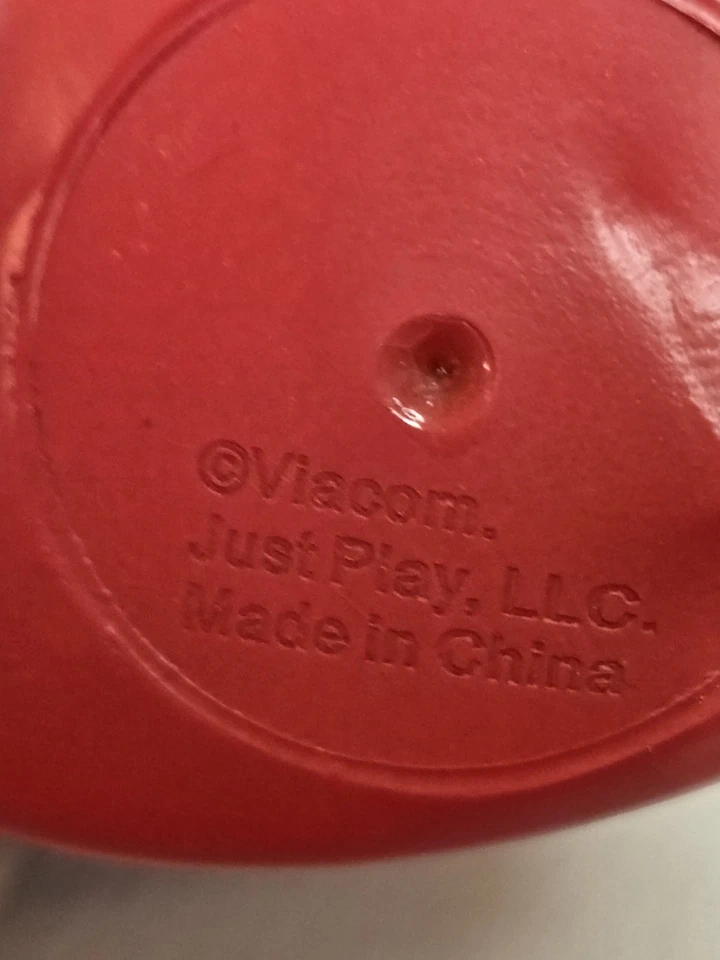 ©Viacom.
Just Play, LLC.
Made in China